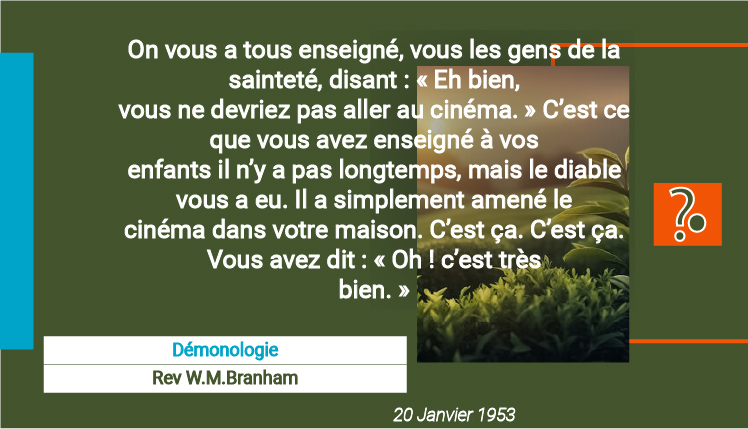 On vous a tous enseigné, vous les gens de la
sainteté, disant : « Eh bien,
vous ne devriez pas aller au cinéma. » C’est ce
que vous avez enseigné à vos
enfants il n’y a pas longtemps, mais le diable
vous a eu. Il a simplement amené le
cinéma dans votre maison. C’est ça. C’est ça.
Vous avez dit : « Oh ! c’est très
bien. »
?
Démonologie
Rev W.M.Branham
20 Janvier 1953